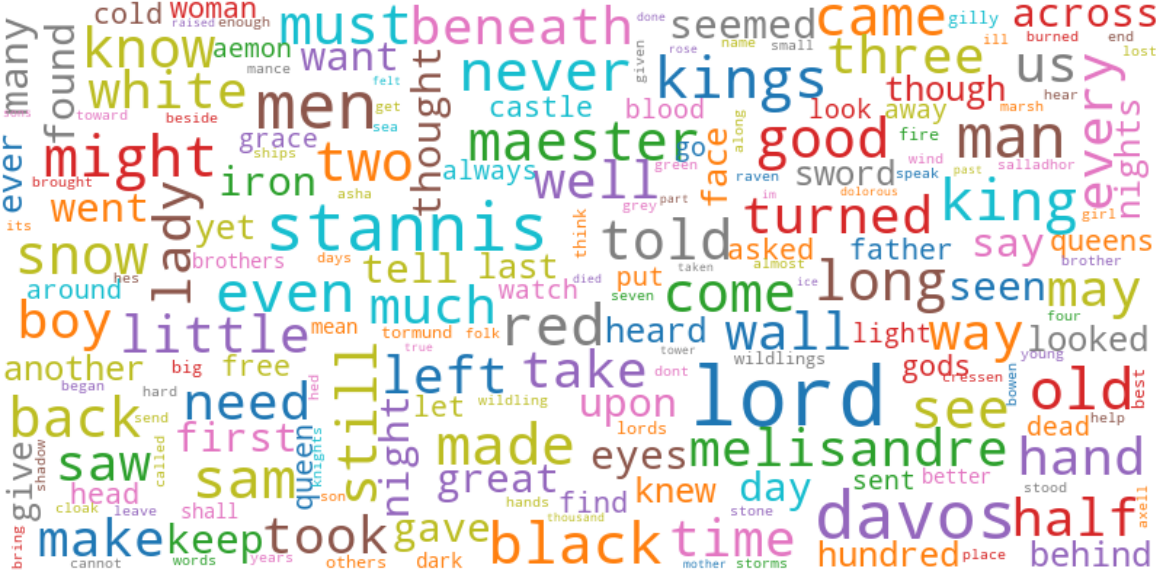 many
cold
woman
raised
enough
must
beneath
done
seemed
came
gilly
across
know
aemon
want
thought
rose
name
small
three
ill
burned
end
lost
found
mance
felt
never
given
kings
us
every
white
men
get
castle
blood
though
look
away
hear
marsh
nights
sons
toward
beside
sea
maester
go
face
along
good
fire
man
ever
might
grace
ships
two
always
well
green
raven
sword
wind
speak
salladhor
past
brought
iron
asha
grey
part
im
dolorous
king
girl
its
went
lady
yet
stannis
think
told
turned
say
queens
snow
hes
brothers
days
tell
last
asked
father
brother
around
even
much
watch
died
put
seven
taken
almost
ice
come
long
seen
may
four
boy
little
mean
tormund
folk
true
red
heard
wall
light
way
looked
another
big
free
still
left
take
dont
tower
wildlings
gods
cressen
young
bowen
old
best
began
hard
need
hed
night
let
wildling
upon
lords
lord
see
dead
help
back
send
first
queen
knights
made
eyes
melisandre
hand
give
shadow
saw
called
sam
son
great
hands
find
knew
day
sent
better
stood
axell
head
cloak
leave
shall
thousand
stone
davos
half
bring
make
keep
took
gave
black
time
hundred
place
behind
cannot
words
years
others
dark
mother
storms